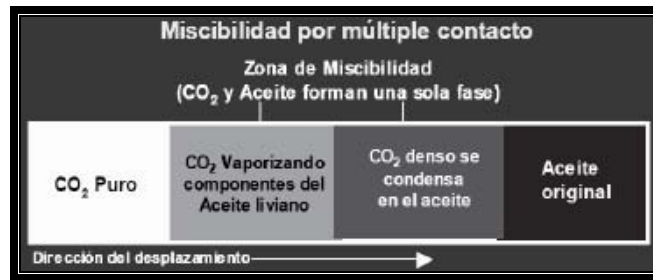 Miscibilidad por múltiple contacto
Zona de Miscibilidad
(CO₂ y Aceite forman una sola fase)
CO₂ Puro
CO₂ Vaporizando
componentes del
Aceite liviano
CO₂ denso se
condensa
en el aceite
Aceite
original
Dirección del desplazamiento